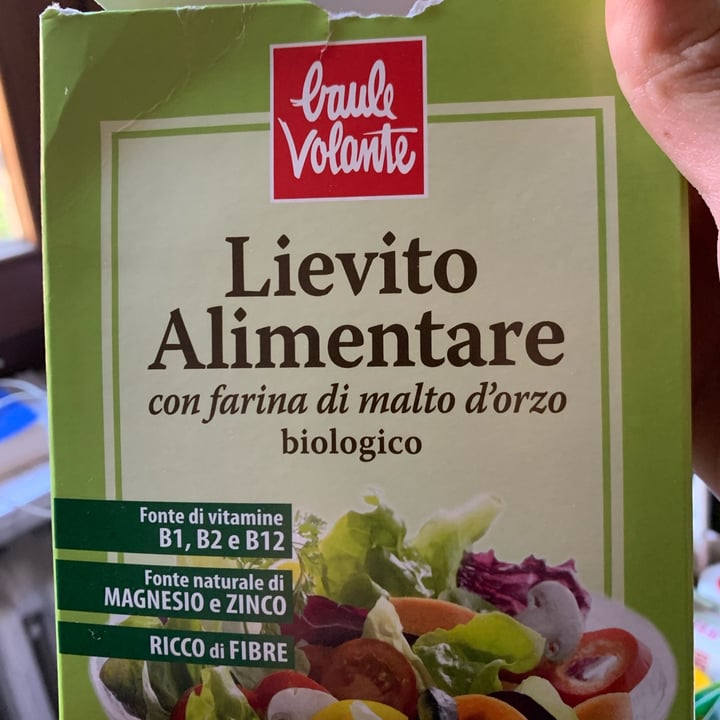 baule
Volante
Lievito
Alimentare
con farina di malto d'orzo
biologico
Fonte di vitamine
B1, B2 e B12
Fonte naturale di
MAGNESIO e ZINCO
RICCO di FIBRE